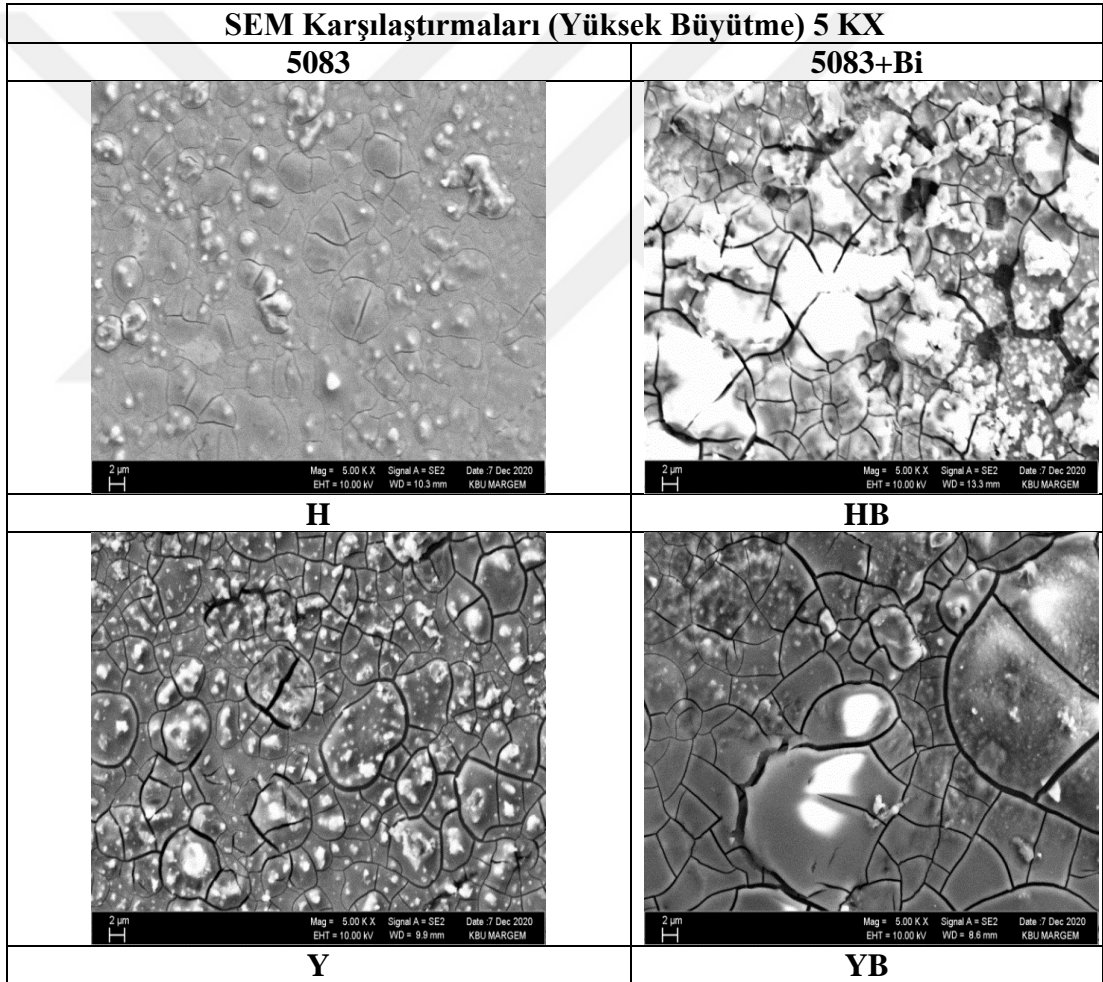 SEM Karşılaştırmaları (Yüksek Büyütme) 5 KX
5083 5083+Bi
2 µm Mag = 5.00 K X Signal A = SE2 Date :7 Dec 2020
EHT = 10.00 kV WD = 10.3 mm KBU MARGEM
2 µm Mag = 5.00 K X Signal A = SE2 Date :7 Dec 2020
EHT = 10.00 kV WD = 13.3 mm KBU MARGEM
H HB
2 µm Mag = 5.00 K X Signal A = SE2 Date :7 Dec 2020
EHT = 10.00 kV WD = 9.9 mm KBU MARGEM
2 µm Mag = 5.00 K X Signal A = SE2 Date :7 Dec 2020
EHT = 10.00 kV WD = 8.6 mm KBU MARGEM
Y YB